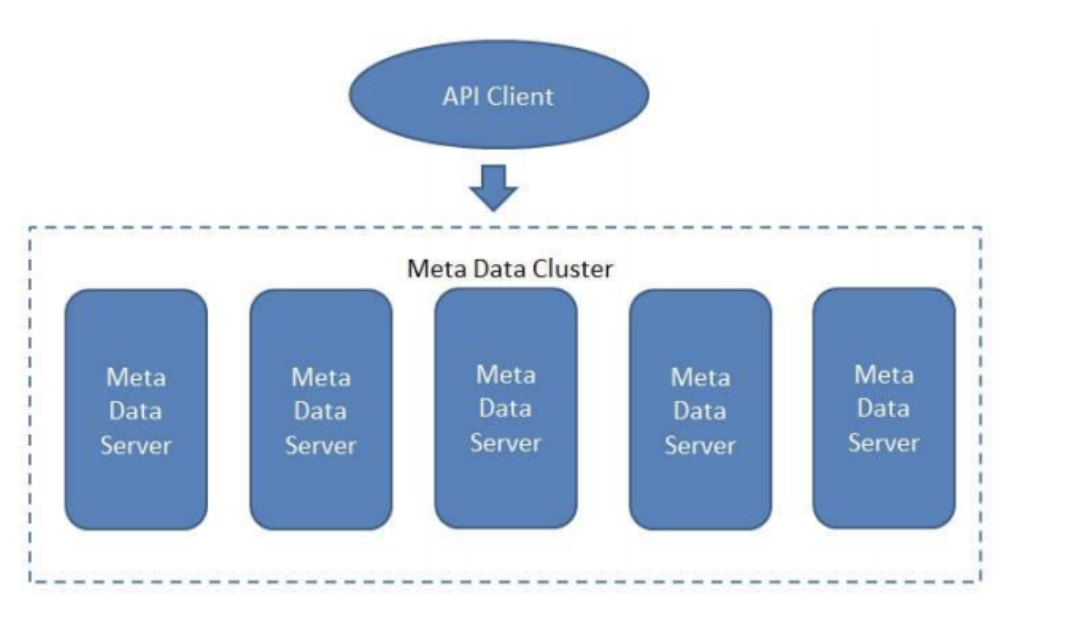 API Client
Meta Data Cluster
Meta
Data
Server
Meta
Data
Server
Meta
Data
Server
Meta
Data
Server
Meta
Data
Server